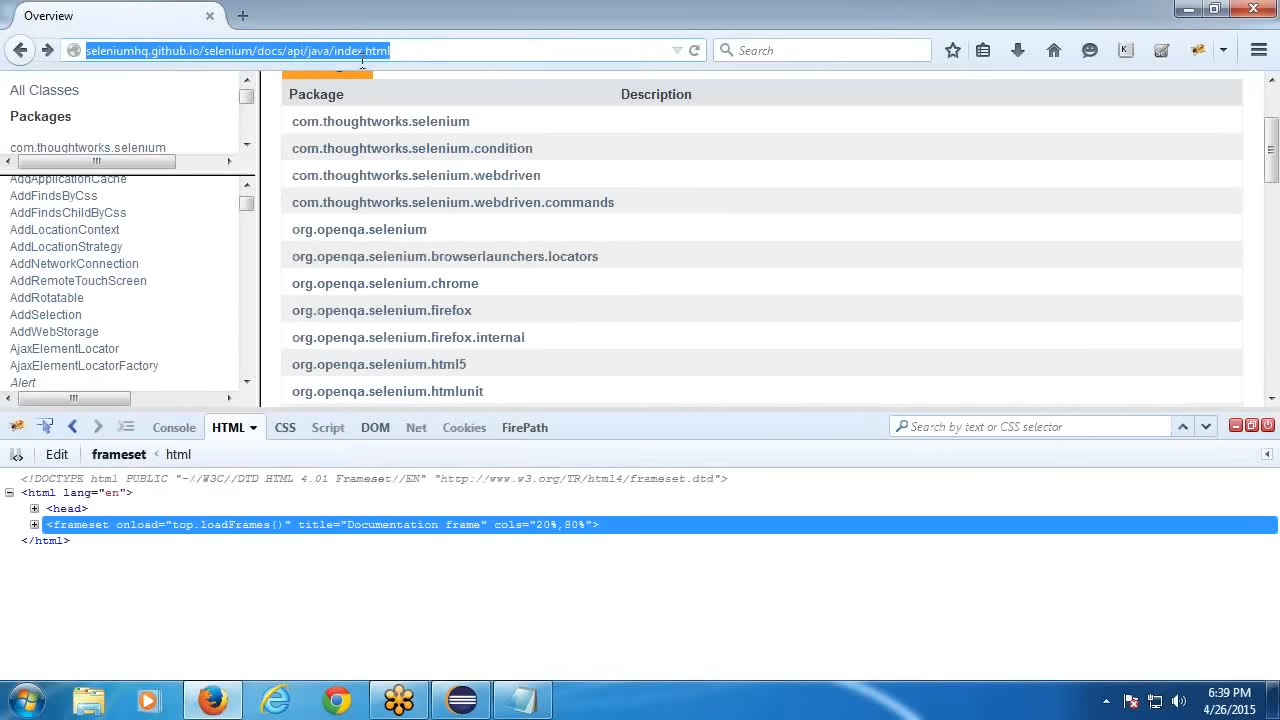 Overview
seleniumhq.github.io/selenium/docs/api/java/index.html
Search
All Classes
Packages
com.thoughtworks.selenium
AddApplicationCache
AddFindsByCss
AddFindsChildByCss
AddLocationContext
AddLocationStrategy
AddNetworkConnection
AddRemoteTouchScreen
AddRotatable
AddSelection
AddWebStorage
AjaxElementLocator
AjaxElementLocatorFactory
Alert
Package Description
com.thoughtworks.selenium
com.thoughtworks.selenium.condition
com.thoughtworks.selenium.webdriven
com.thoughtworks.selenium.webdriven.commands
org.openqa.selenium
org.openqa.selenium.browserlaunchers.locators
org.openqa.selenium.chrome
org.openqa.selenium.firefox
org.openqa.selenium.firefox.internal
org.openqa.selenium.html5
org.openqa.selenium.htmlunit
Console HTML CSS Script DOM Net Cookies FirePath Search by text or CSS selector
Edit frameset < html
<!DOCTYPE html PUBLIC "-//W3C//DTD HTML 4.01 Frameset//EN" "http://www.w3.org/TR/html4/frameset.dtd">
<html lang="en">
<head>
<frameset onload="top.loadFrames()" title="Documentation frame" cols="20%,80%">
</html>
6:39 PM
4/26/2015